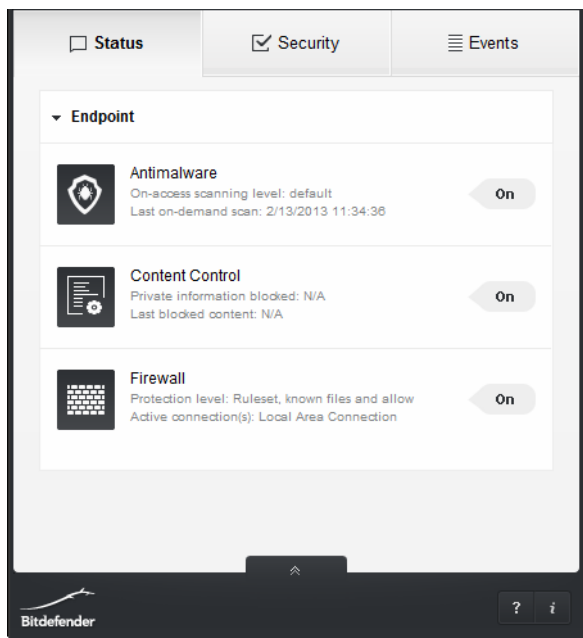 Status
Security
Events
Endpoint
Antimalware
On-access scanning level: default
Last on-demand scan: 2/13/2013 11:34:36
On
Content Control
Private information blocked: N/A
Last blocked content: N/A
On
Firewall
Protection level: Ruleset, known files and allow
Active connection(s): Local Area Connection
On
Bitdefender
?
i